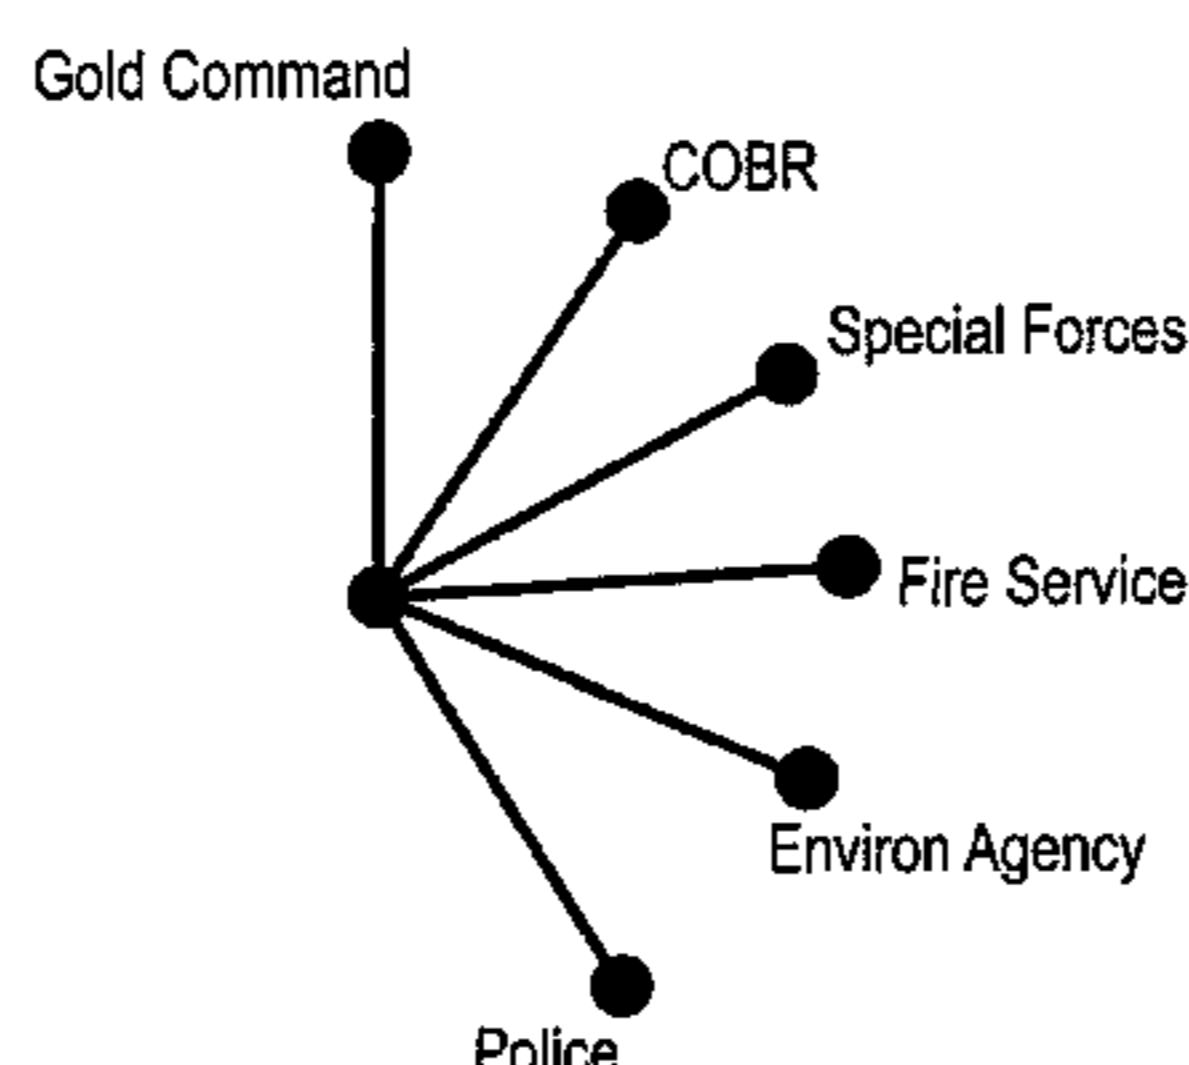 Gold Command
COBR
Special Forces
Fire Service
Environ Agency
Police